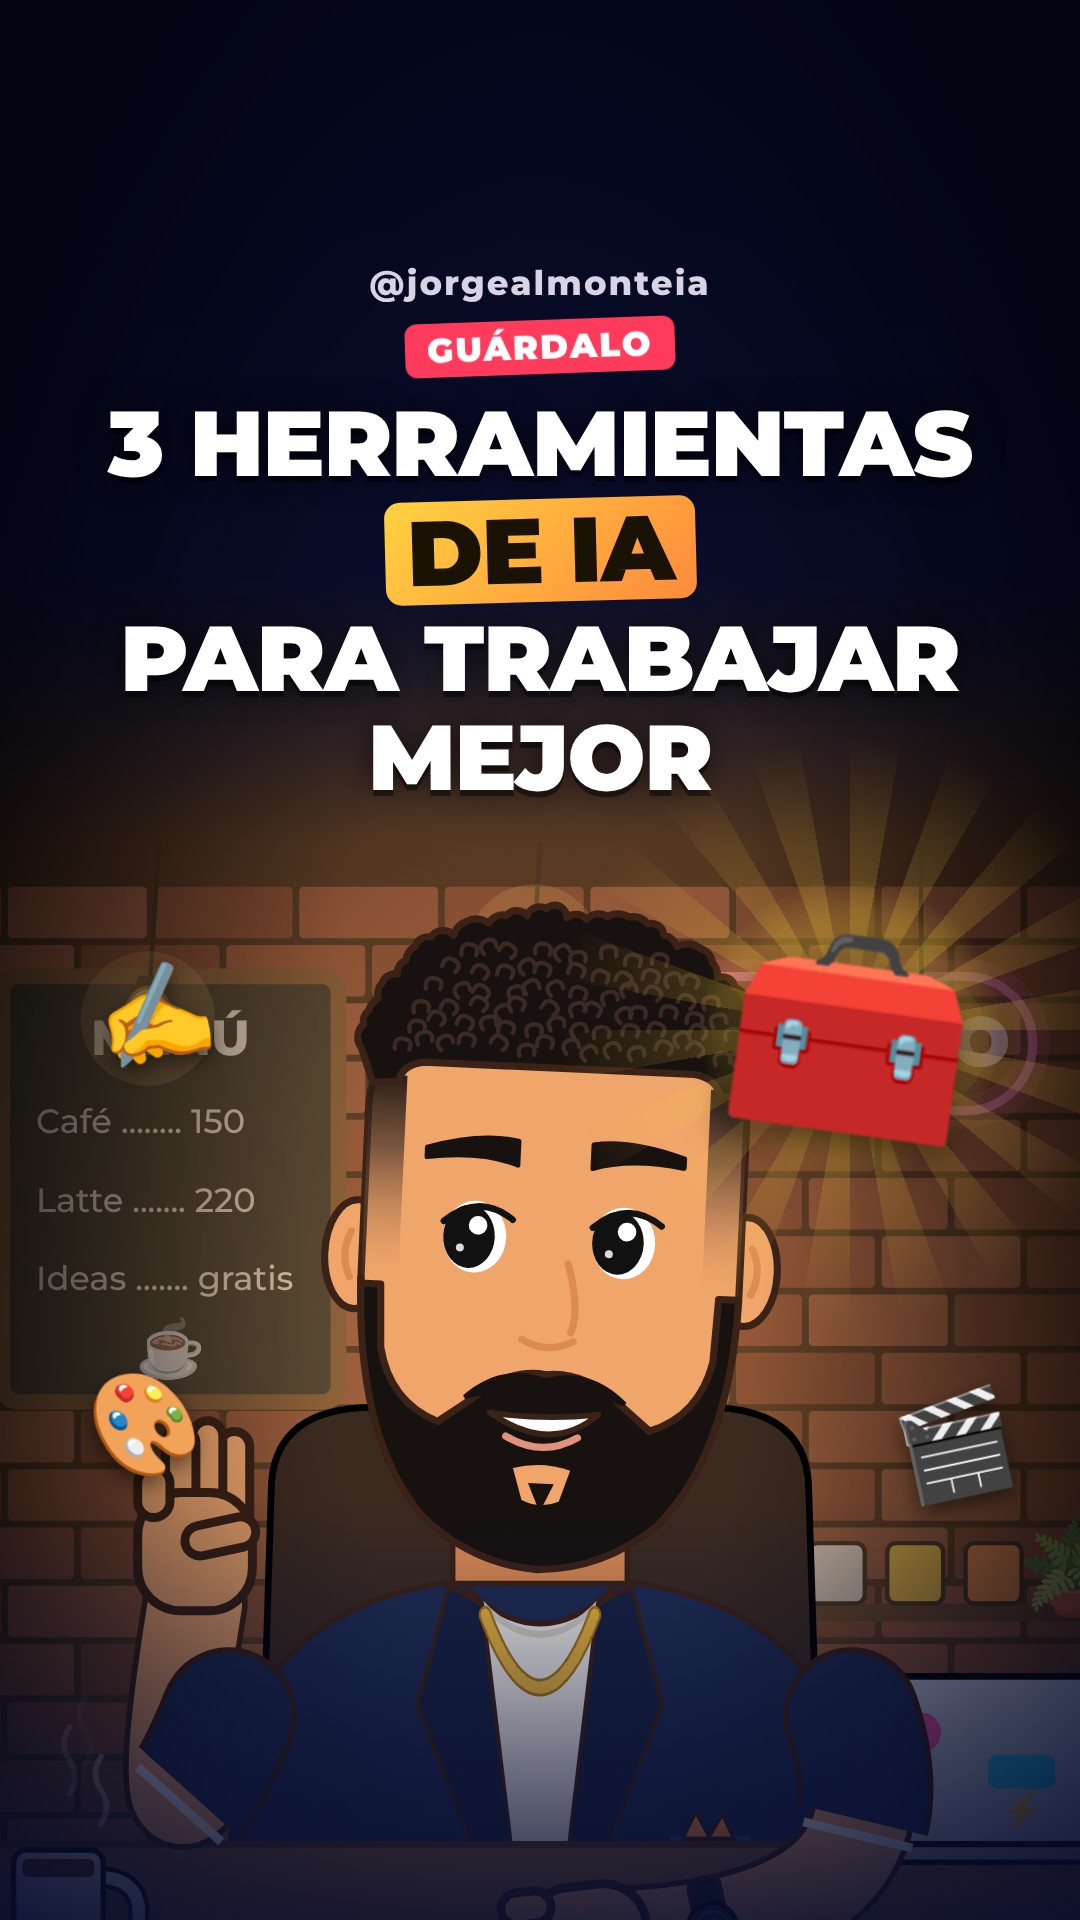 @jorgealmonteia
GUÁRDALO
3 HERRAMIENTAS
DE IA
PARA TRABAJAR
MEJOR
Café ........ 150
Latte ....... 220
Ideas ....... gratis